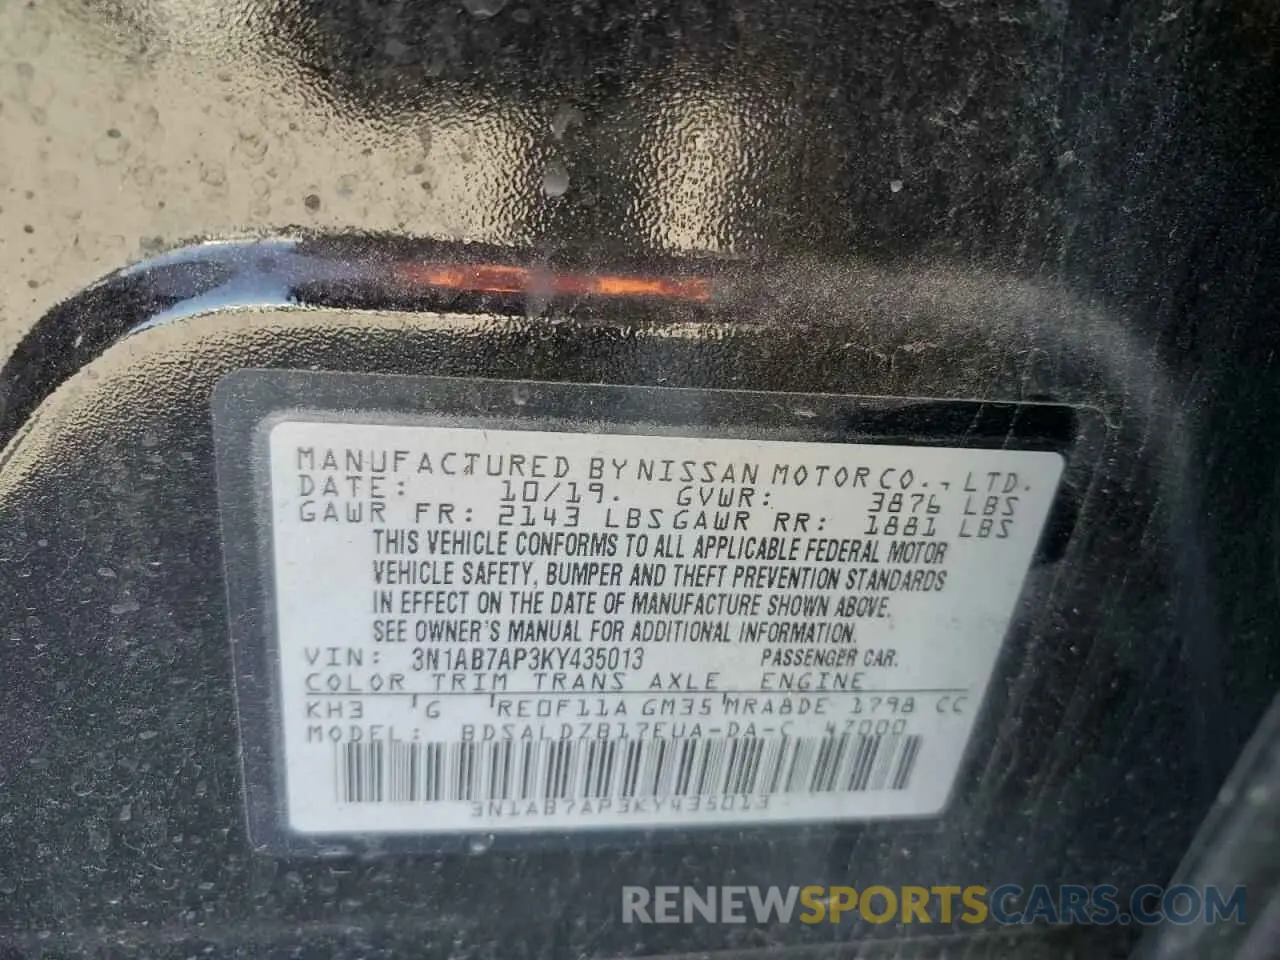 MANUFACTURED BY NISSAN MOTOR CO., LTD.
DATE: 10/19. GVWR: 3876 LBS
GAWR FR: 2143 LBS GAWR RR: 1881 LBS
THIS VEHICLE CONFORMS TO ALL APPLICABLE FEDERAL MOTOR
VEHICLE SAFETY, BUMPER AND THEFT PREVENTION STANDARDS
IN EFFECT ON THE DATE OF MANUFACTURE SHOWN ABOVE.
SEE OWNER'S MANUAL FOR ADDITIONAL INFORMATION.
VIN: 3N1AB7AP3KY435013 PASSENGER CAR.
COLOR TRIM TRANS AXLE ENGINE
KH3 G RE0F11A GM35 MRA8DE 1798 CC
MODEL: BDSALDZB17EUA-DA-C 4Z000
3N1AB7AP3KY435013
RENEWSPORTSCARS.COM